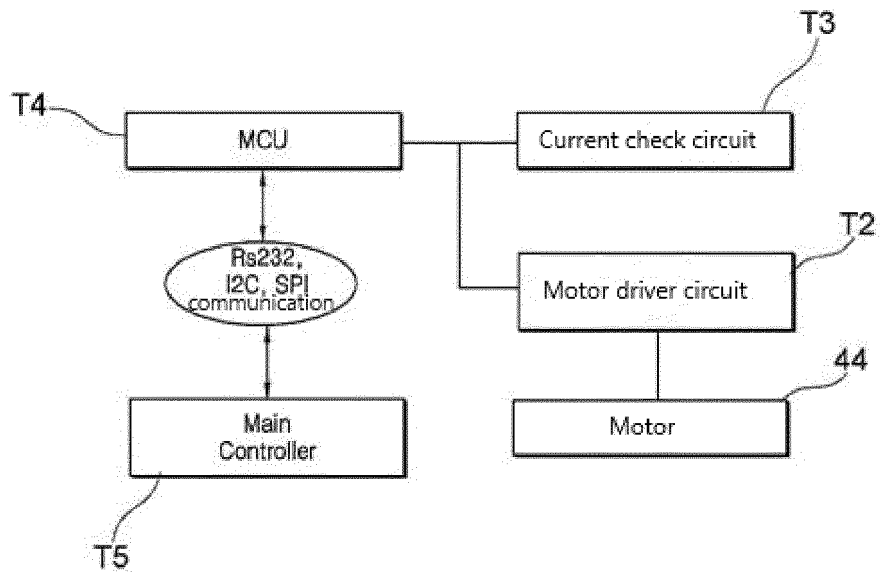 T3
T4
MCU
Current check circuit
T2
Rs232,
I2C, SPI
communication
Motor driver circuit
44
Main
Controller
Motor
T5